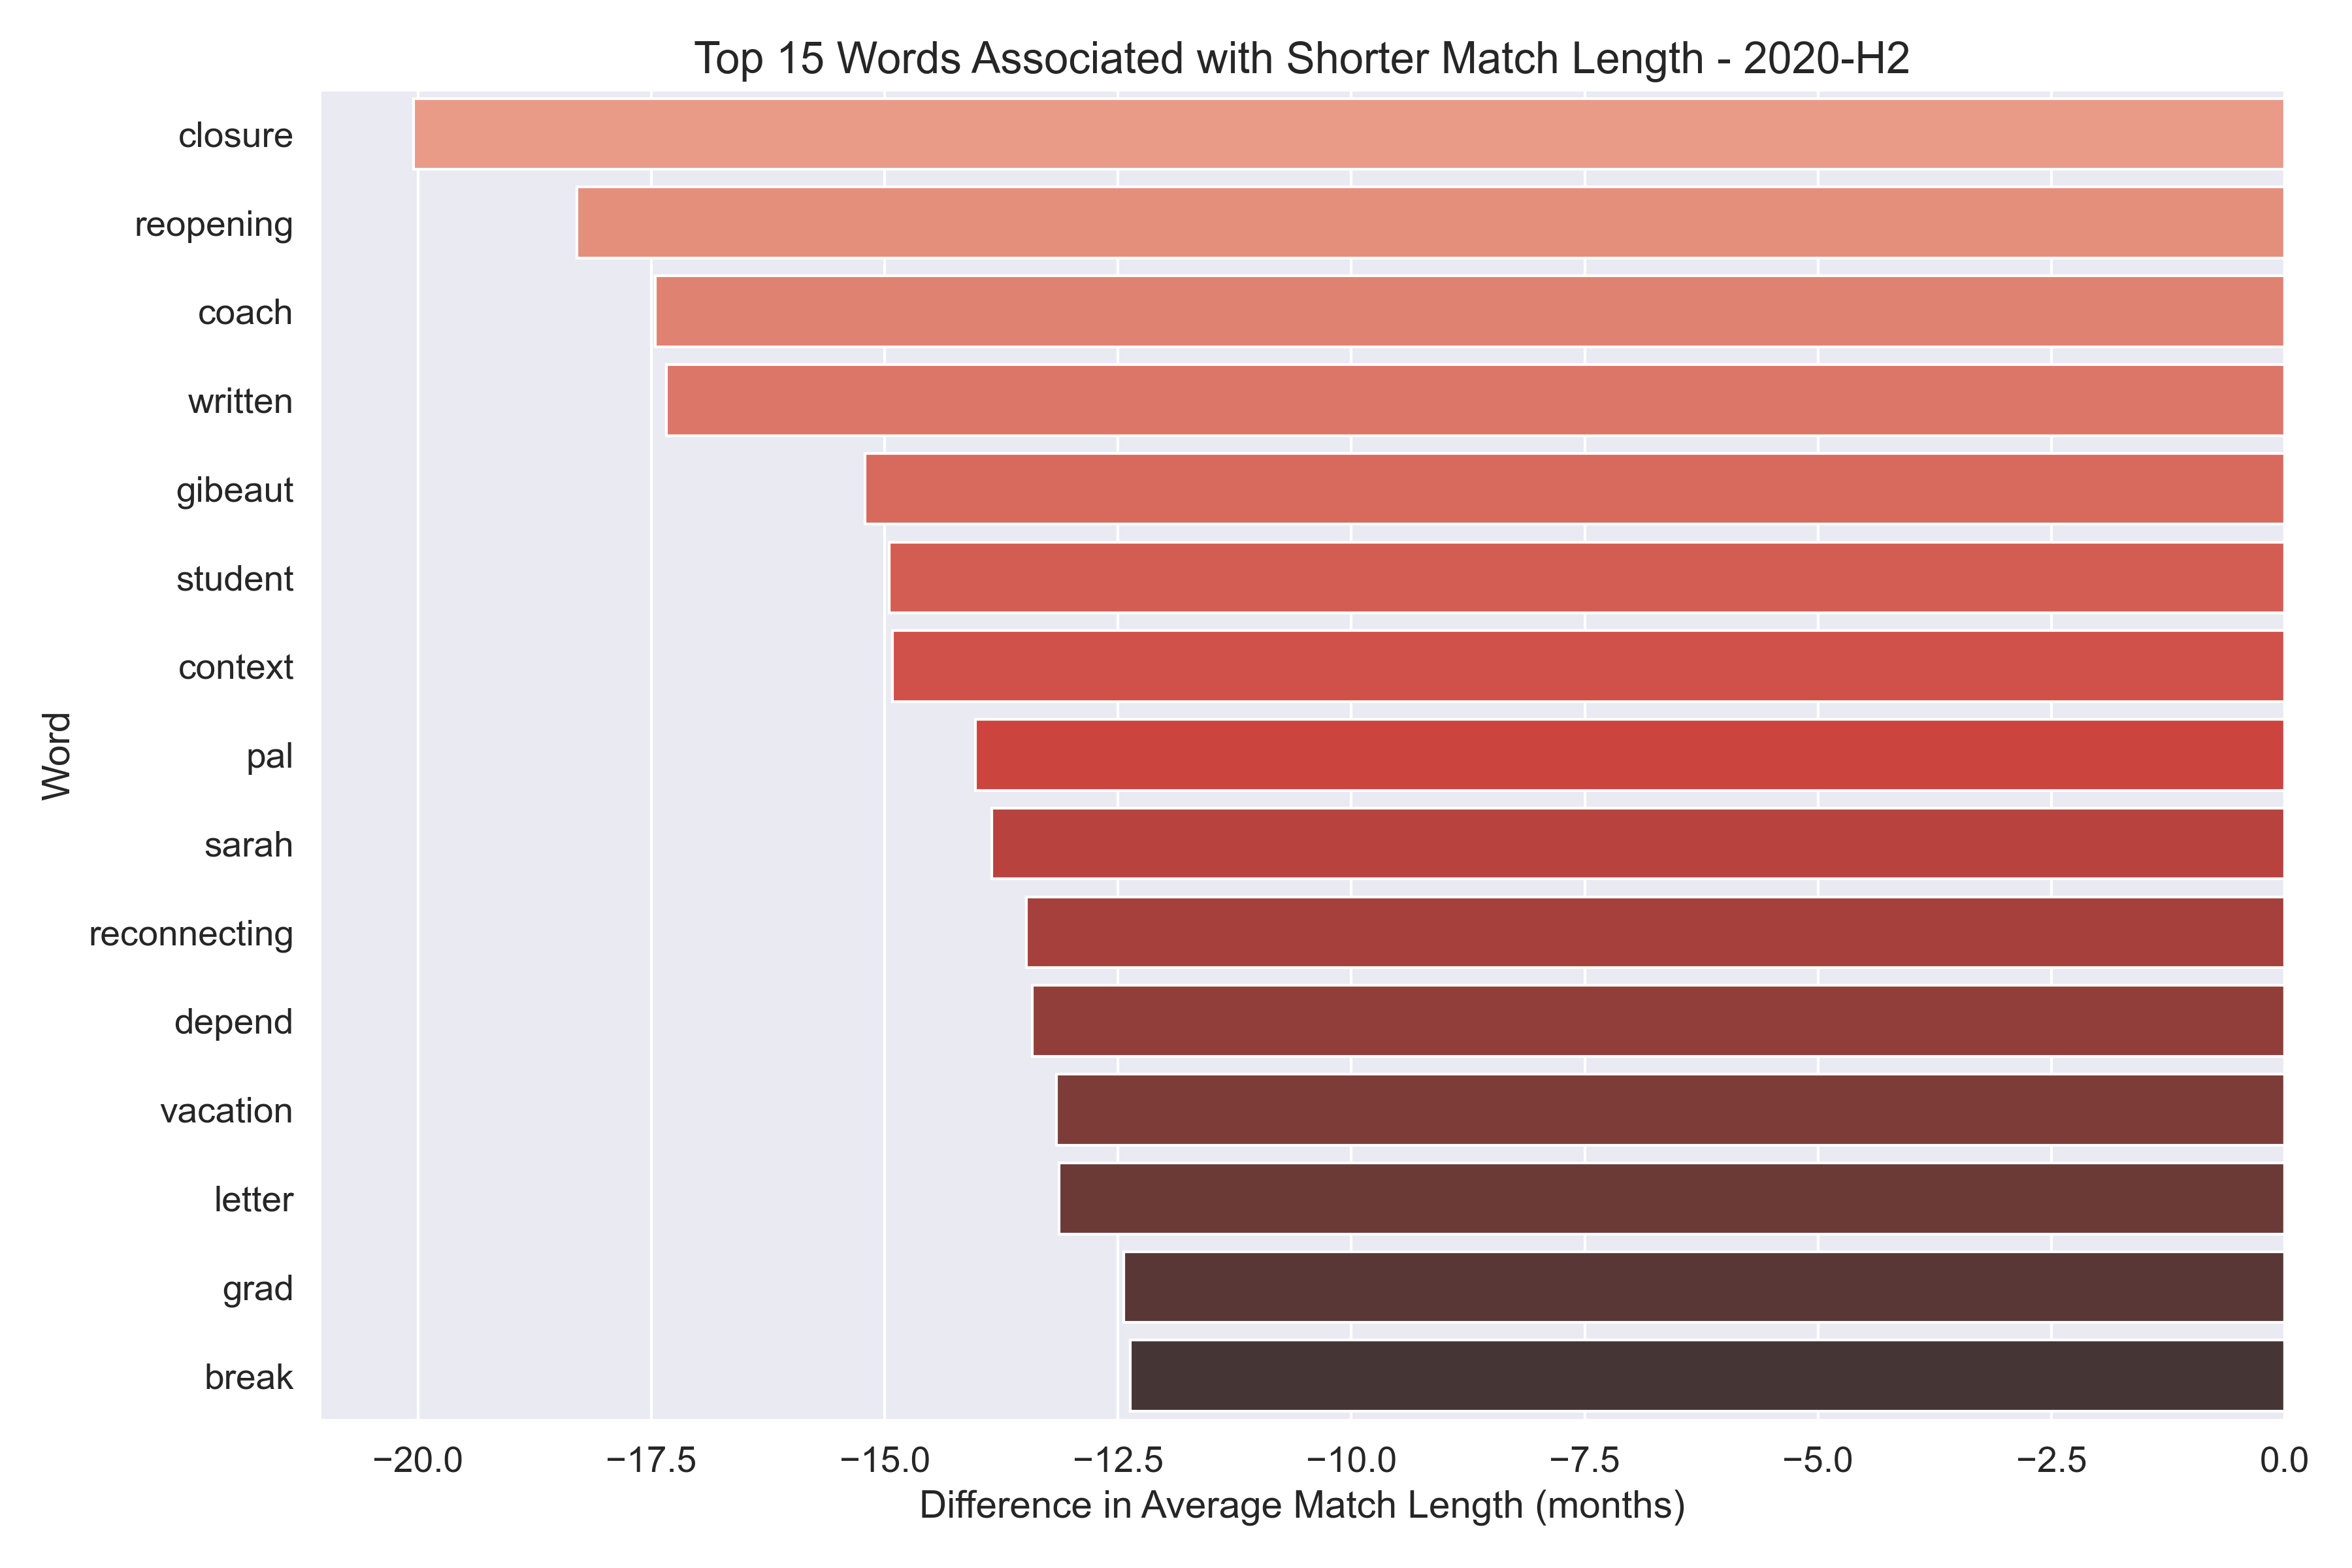 Top 15 Words Associated with Shorter Match Length - 2020-H2
closure
reopening
coach
written
gibeaut
student
context
pal
sarah
reconnecting
depend
vacation
letter
grad
break
Word
−20.0 −17.5 −15.0 −12.5 −10.0 −7.5 −5.0 −2.5 0.0
Difference in Average Match Length (months)